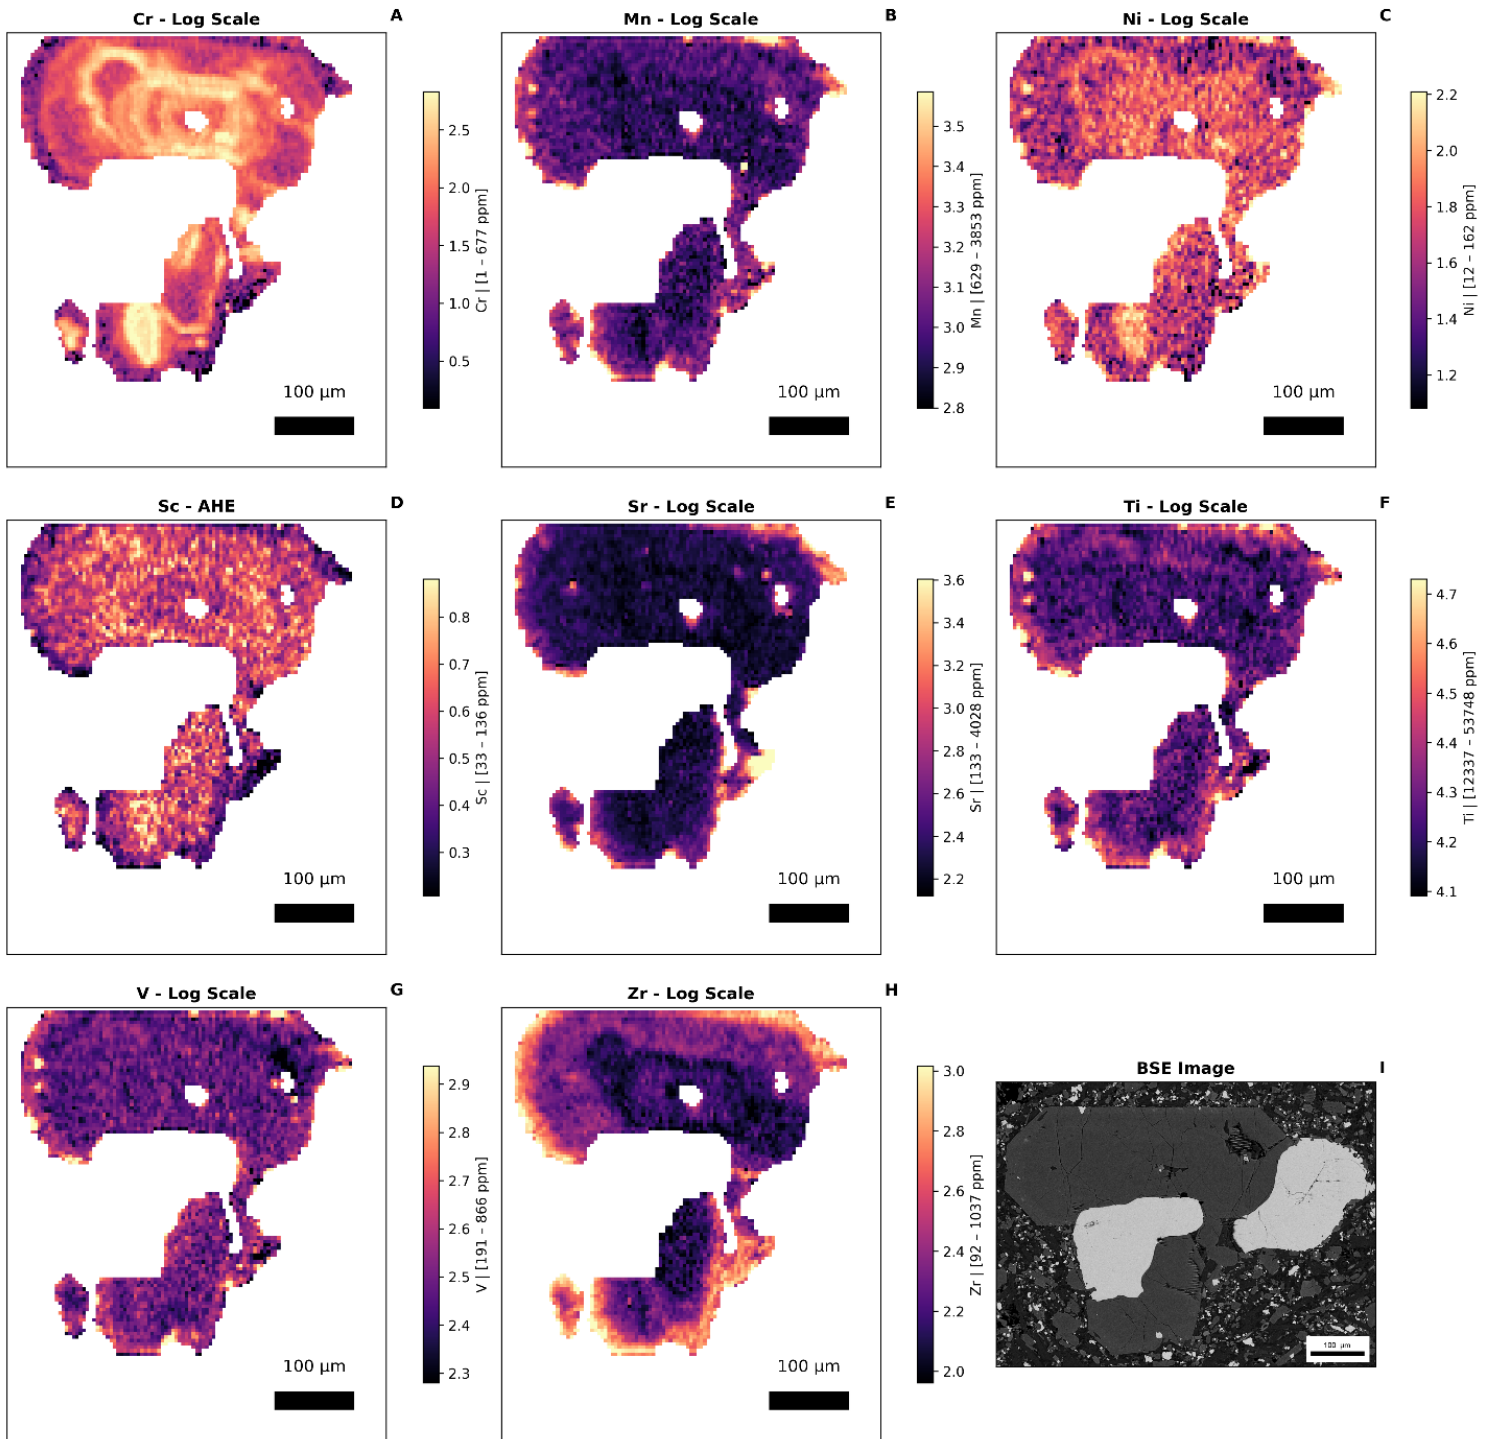 Cr - Log Scale
A
2.5
2.0
1.5
1.0
0.5
Cr | [1 – 677 ppm]
100 μm
Mn - Log Scale
B
3.5
3.4
3.3
3.2
3.1
3.0
2.9
2.8
Mn | [629 – 3853 ppm]
100 μm
Ni - Log Scale
C
2.2
2.0
1.8
1.6
1.4
1.2
Ni | [12 – 162 ppm]
100 μm
Sc - AHE
D
0.8
0.7
0.6
0.5
0.4
0.3
Sc | [33 – 136 ppm]
100 μm
Sr - Log Scale
E
3.6
3.4
3.2
3.0
2.8
2.6
2.4
2.2
Sr | [133 – 4028 ppm]
100 μm
Ti - Log Scale
F
4.7
4.6
4.5
4.4
4.3
4.2
4.1
Ti | [12337 – 53748 ppm]
100 μm
V - Log Scale
G
2.9
2.8
2.7
2.6
2.5
2.4
2.3
V | [191 – 866 ppm]
100 μm
Zr - Log Scale
H
3.0
2.8
2.6
2.4
2.2
2.0
Zr | [92 – 1037 ppm]
100 μm
BSE Image
I
100 μm